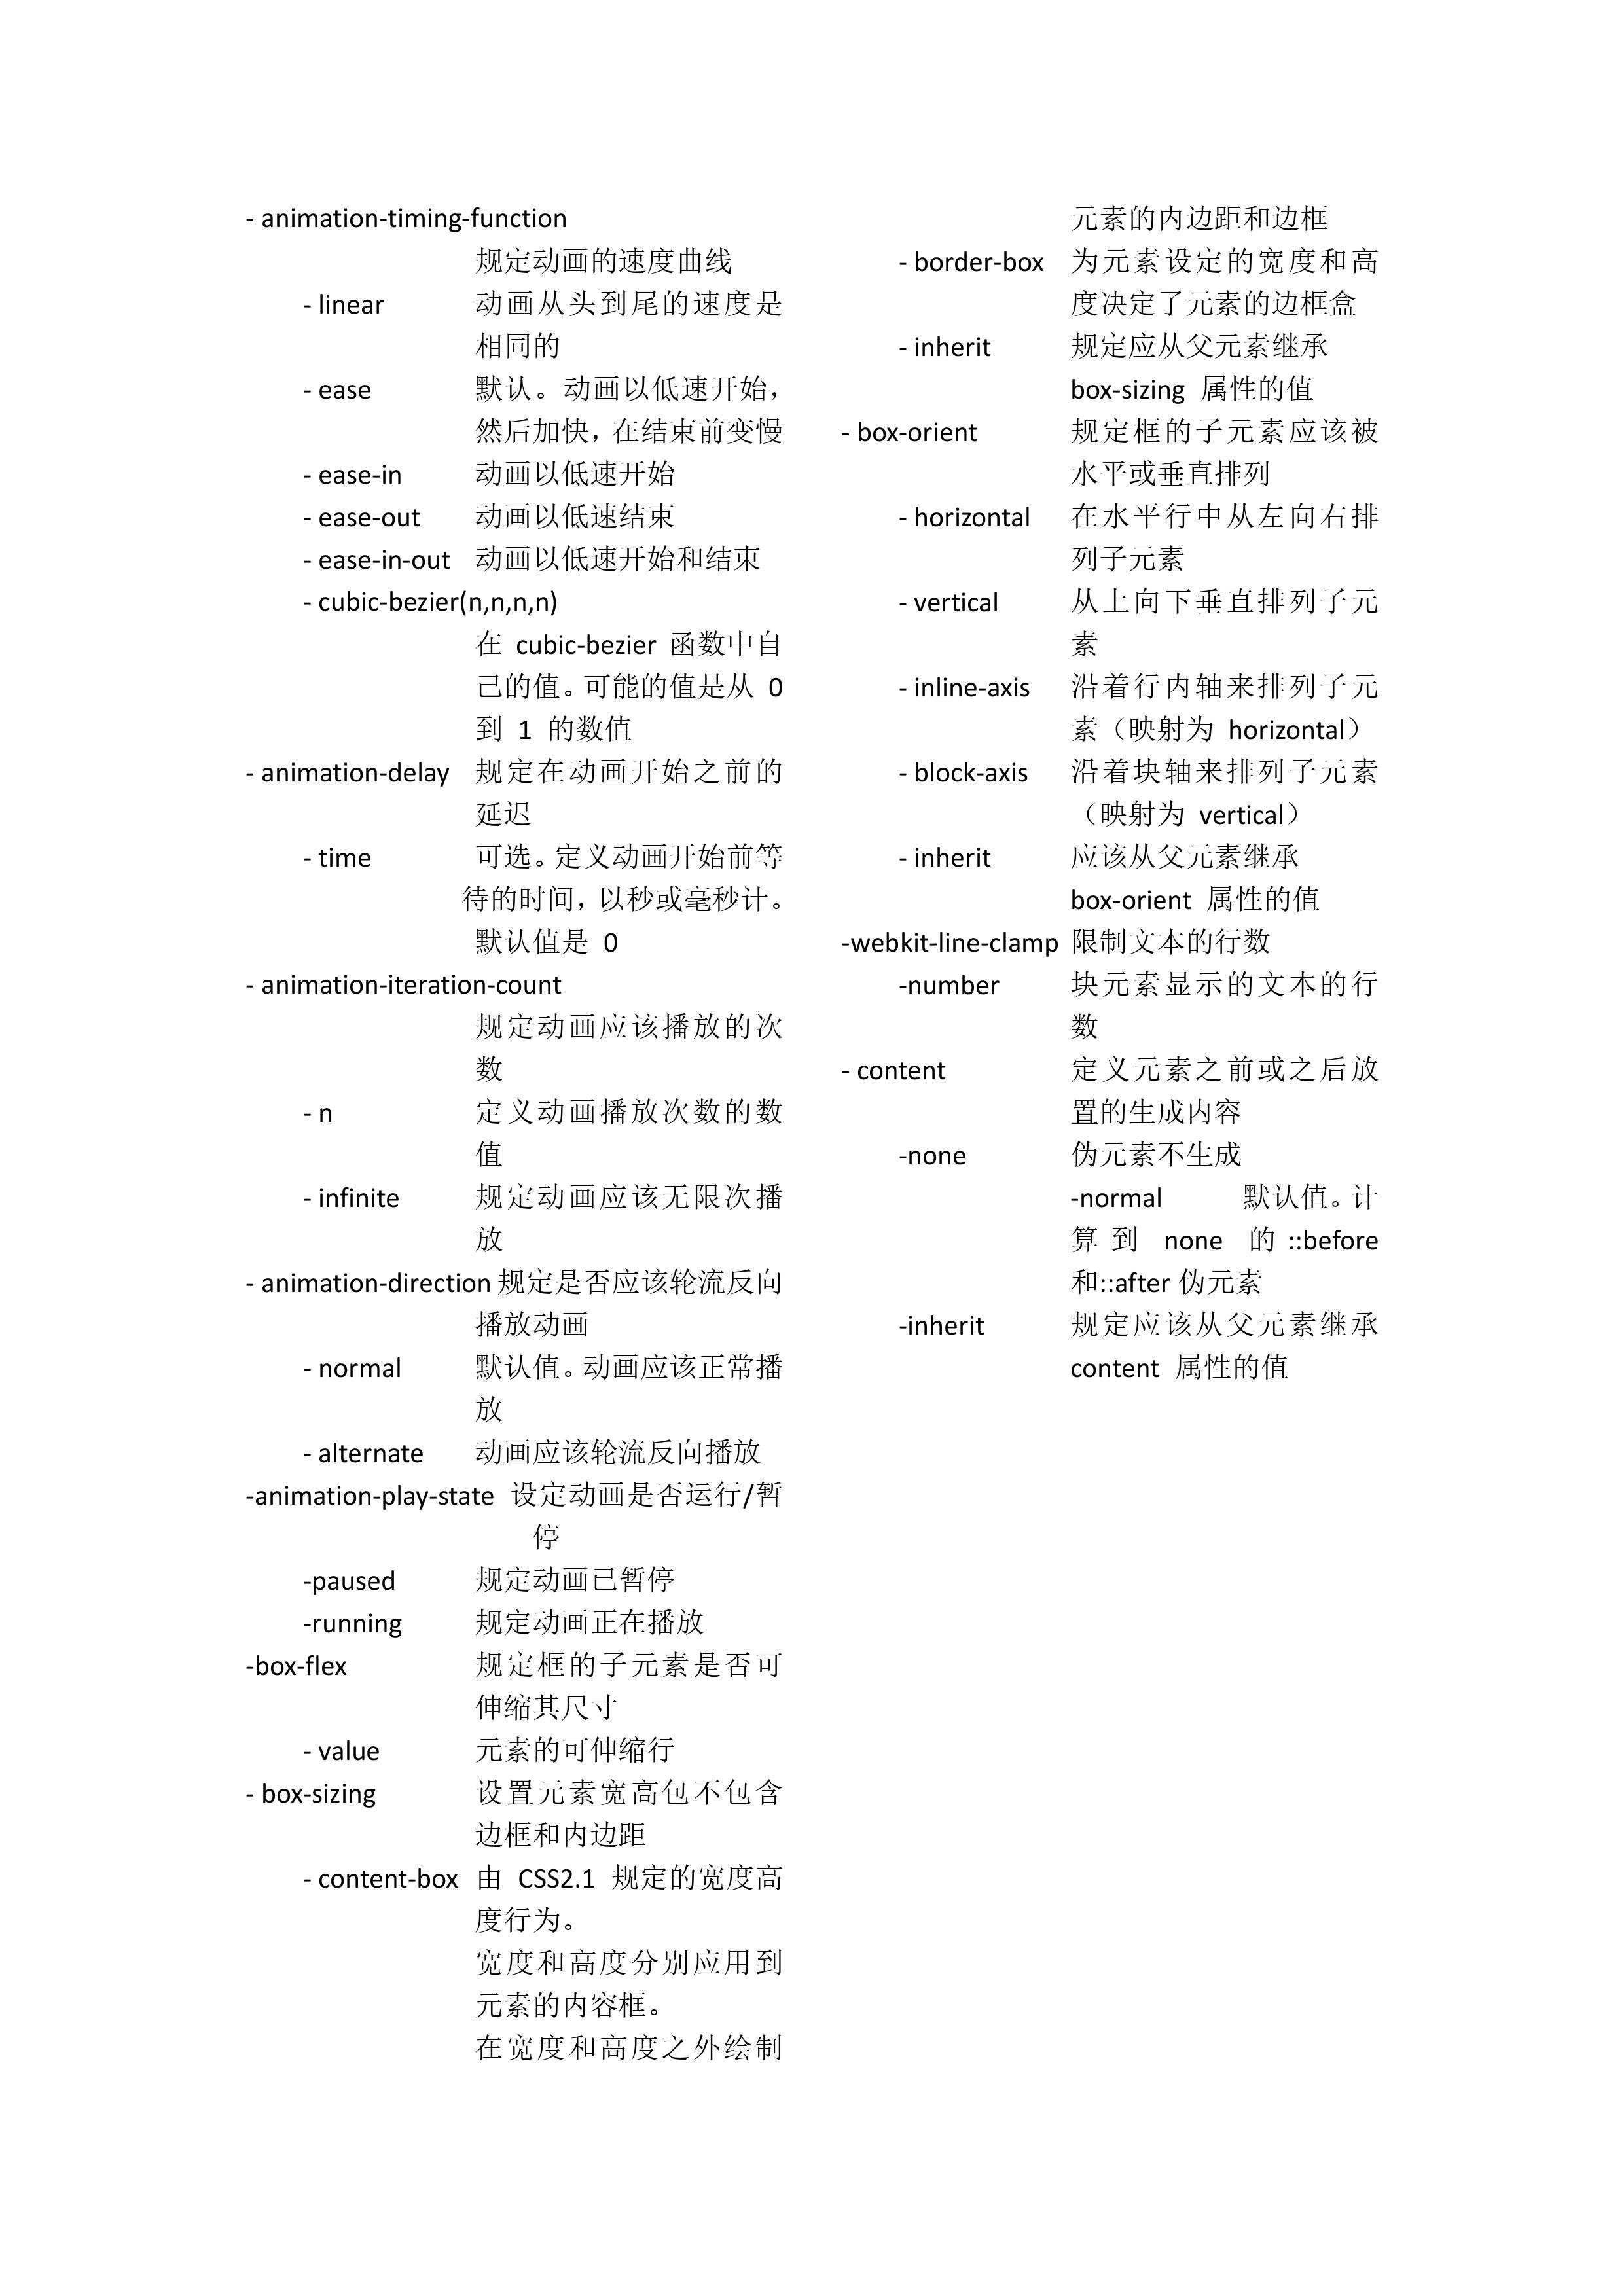 - animation-timing-function
规定动画的速度曲线
- linear 动画从头到尾的速度是
相同的
- ease 默认。动画以低速开始，
然后加快，在结束前变慢
- ease-in 动画以低速开始
- ease-out 动画以低速结束
- ease-in-out 动画以低速开始和结束
- cubic-bezier(n,n,n,n)
在 cubic-bezier 函数中自
己的值。可能的值是从 0
到 1 的数值
- animation-delay 规定在动画开始之前的
延迟
- time 可选。定义动画开始前等
待的时间，以秒或毫秒计。
默认值是 0
- animation-iteration-count
规定动画应该播放的次
数
- n 定义动画播放次数的数
值
- infinite 规定动画应该无限次播
放
- animation-direction 规定是否应该轮流反向
播放动画
- normal 默认值。动画应该正常播
放
- alternate 动画应该轮流反向播放
-animation-play-state 设定动画是否运行/暂
停
-paused 规定动画已暂停
-running 规定动画正在播放
-box-flex 规定框的子元素是否可
伸缩其尺寸
- value 元素的可伸缩行
- box-sizing 设置元素宽高包不包含
边框和内边距
- content-box 由 CSS2.1 规定的宽度高
度行为。
宽度和高度分别应用到
元素的内容框。
在宽度和高度之外绘制
元素的内边距和边框
- border-box 为元素设定的宽度和高
度决定了元素的边框盒
- inherit 规定应从父元素继承
box-sizing 属性的值
- box-orient 规定框的子元素应该被
水平或垂直排列
- horizontal 在水平行中从左向右排
列子元素
- vertical 从上向下垂直排列子元
素
- inline-axis 沿着行内轴来排列子元
素（映射为 horizontal）
- block-axis 沿着块轴来排列子元素
（映射为 vertical）
- inherit 应该从父元素继承
box-orient 属性的值
-webkit-line-clamp 限制文本的行数
-number 块元素显示的文本的行
数
- content 定义元素之前或之后放
置的生成内容
-none 伪元素不生成
-normal 默认值。计
算到 none 的::before
和::after 伪元素
-inherit 规定应该从父元素继承
content 属性的值